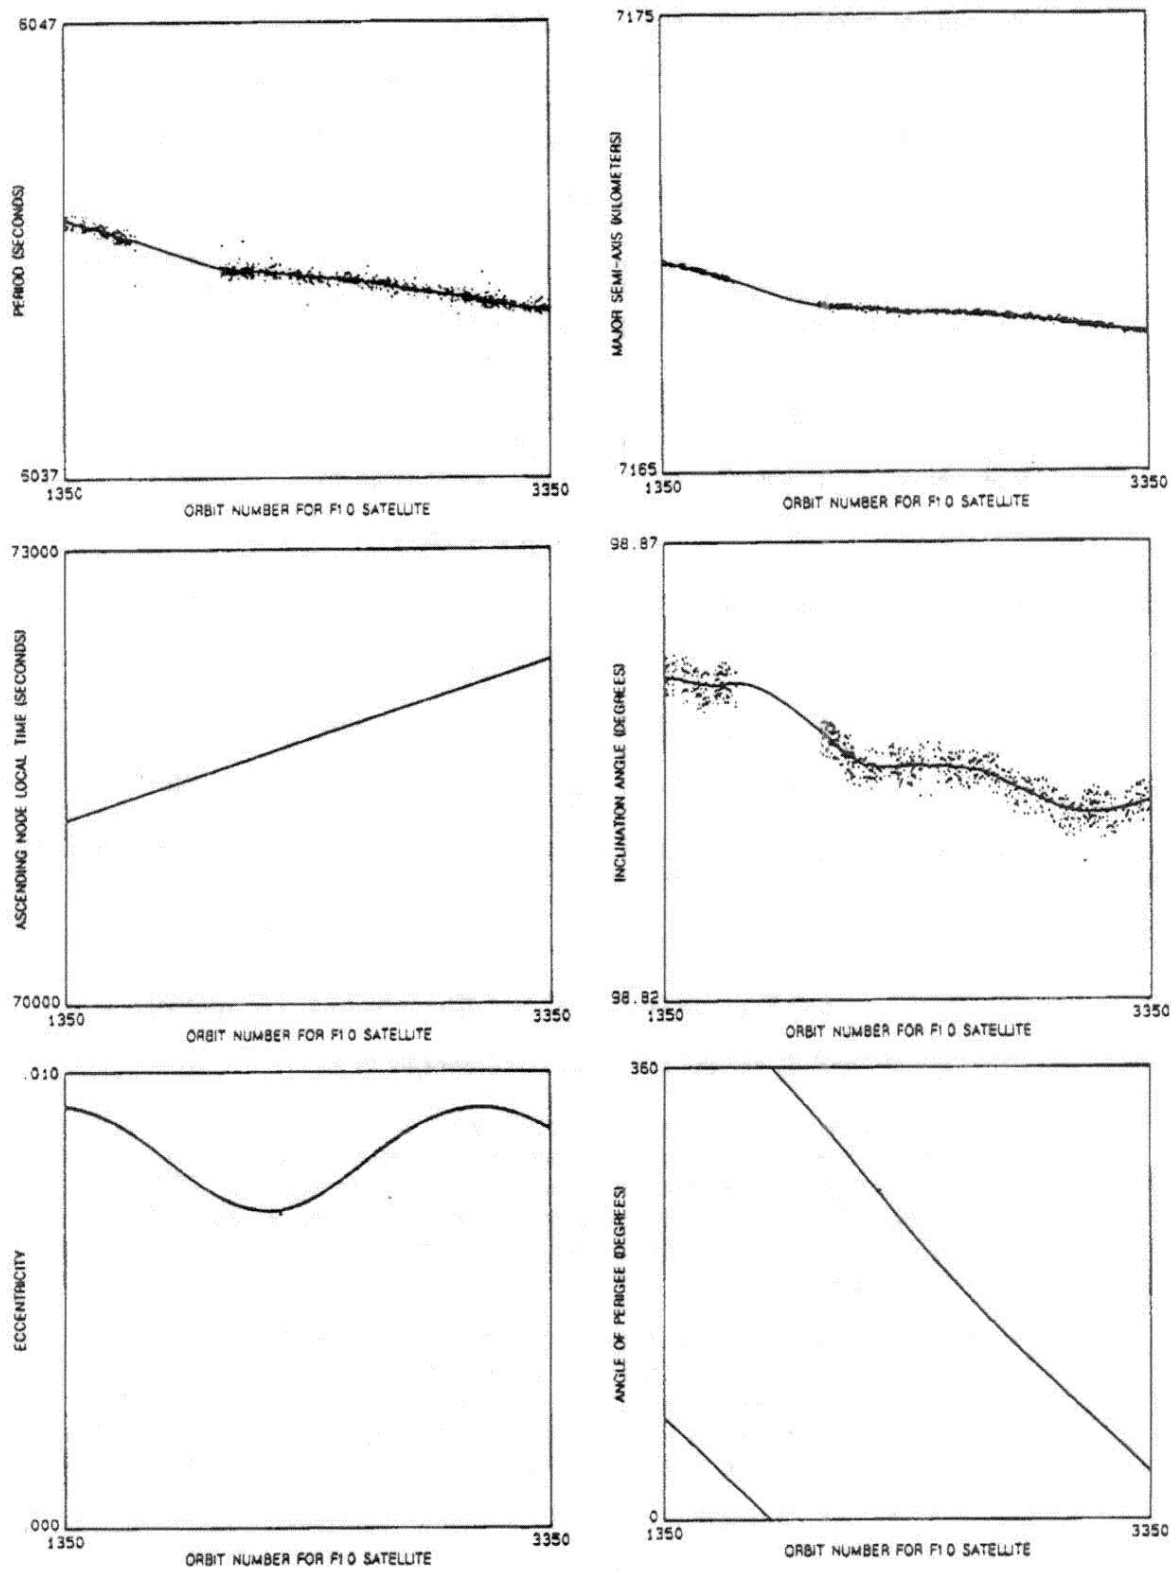 6047
PERIOD (SECONDS)
6037
1350
3350
ORBIT NUMBER FOR F10 SATELLITE
7175
MAJOR SEMI-AXIS (KILOMETERS)
7165
1350
3350
ORBIT NUMBER FOR F10 SATELLITE
73000
ASCENDING NODE LOCAL TIME (SECONDS)
70000
1350
3350
ORBIT NUMBER FOR F10 SATELLITE
98.87
INCLINATION ANGLE (DEGREES)
98.82
1350
3350
ORBIT NUMBER FOR F10 SATELLITE
.010
ECCENTRICITY
.000
1350
3350
ORBIT NUMBER FOR F10 SATELLITE
360
ANGLE OF PERIGEE (DEGREES)
0
1350
3350
ORBIT NUMBER FOR F10 SATELLITE